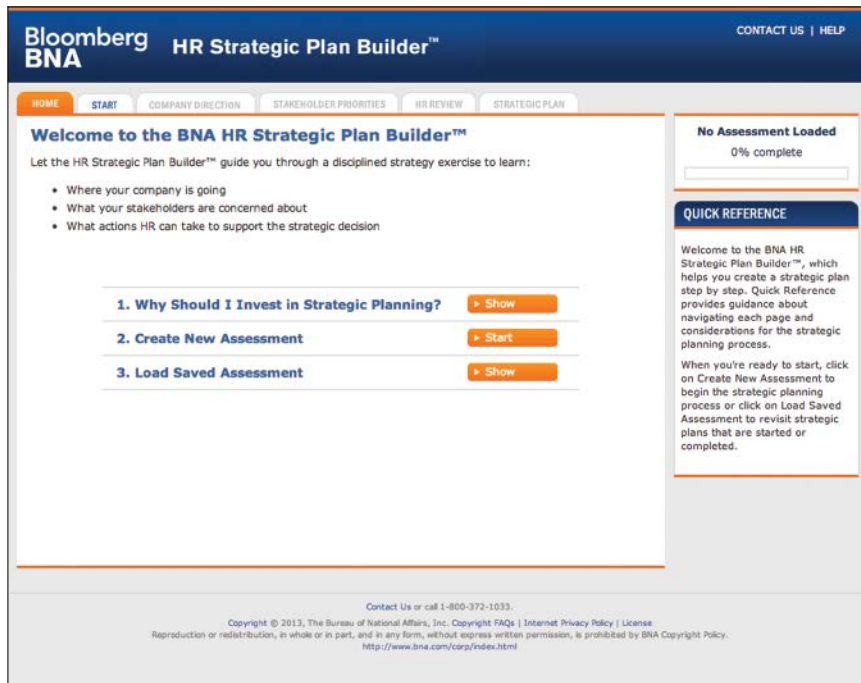 Bloomberg
BNA
HR Strategic Plan Builder™
CONTACT US | HELP
HOME
START
COMPANY DIRECTION
STAKEHOLDER PRIORITIES
HR REVIEW
STRATEGIC PLAN
Welcome to the BNA HR Strategic Plan Builder™
Let the HR Strategic Plan Builder™ guide you through a disciplined strategy exercise to learn:
• Where your company is going
• What your stakeholders are concerned about
• What actions HR can take to support the strategic decision
1. Why Should I Invest in Strategic Planning?
Show
2. Create New Assessment
Start
3. Load Saved Assessment
Show
No Assessment Loaded
0% complete
QUICK REFERENCE
Welcome to the BNA HR
Strategic Plan Builder™, which
helps you create a strategic plan
step by step. Quick Reference
provides guidance about
navigating each page and
considerations for the strategic
planning process.
When you're ready to start, click
on Create New Assessment to
begin the strategic planning
process or click on Load Saved
Assessment to revisit strategic
plans that are started or
completed.
Contact Us or call 1-800-372-1033.
Copyright © 2013, The Bureau of National Affairs, Inc. Copyright FAQs | Internet Privacy Policy | License
Reproduction or redistribution, in whole or in part, and in any form, without express written permission, is prohibited by BNA Copyright Policy.
http://www.bna.com/corp/index.html